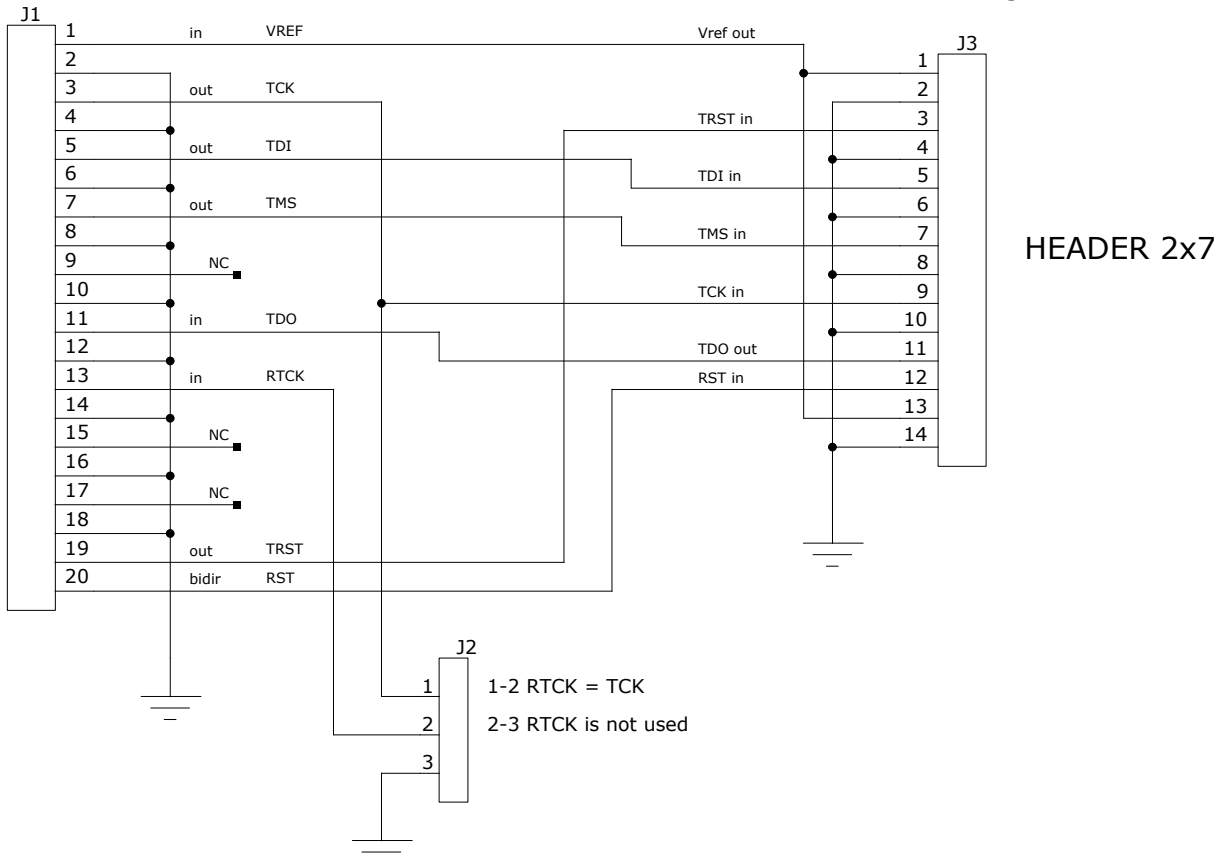 J1
1 in VREF Vref out
2
3 out TCK
4
5 out TDI
6
7 out TMS
8
9 NC
10
11 in TDO
12
13 in RTCK
14
15 NC
16
17 NC
18
19 out TRST
20 bidir RST
J3
1
2
TRST in 3
4
TDI in 5
6
TMS in 7
8
TCK in 9
10
TDO out 11
RST in 12
13
14
HEADER 2x7
J2
1 1-2 RTCK = TCK
2 2-3 RTCK is not used
3